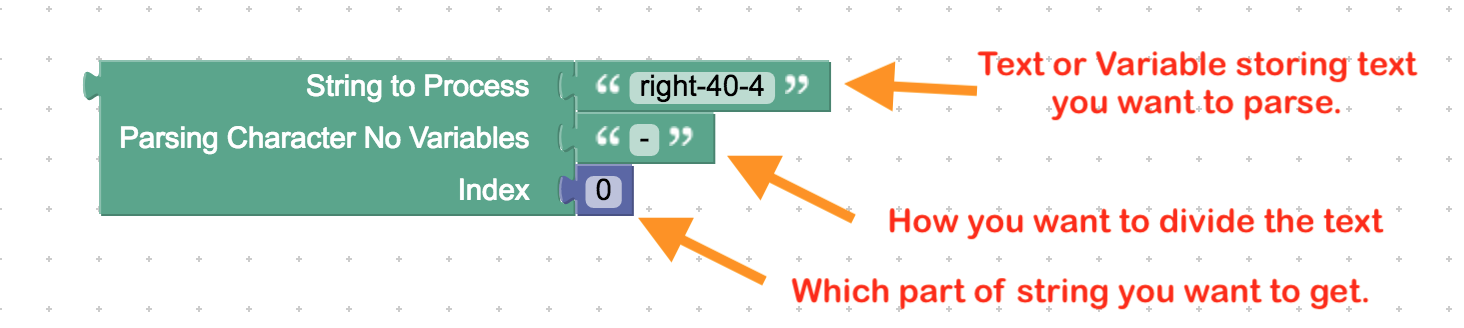 String to Process “ right-40-4 ”
Text or Variable storing text
you want to parse.
Parsing Character No Variables “ - ”
Index 0
How you want to divide the text
Which part of string you want to get.